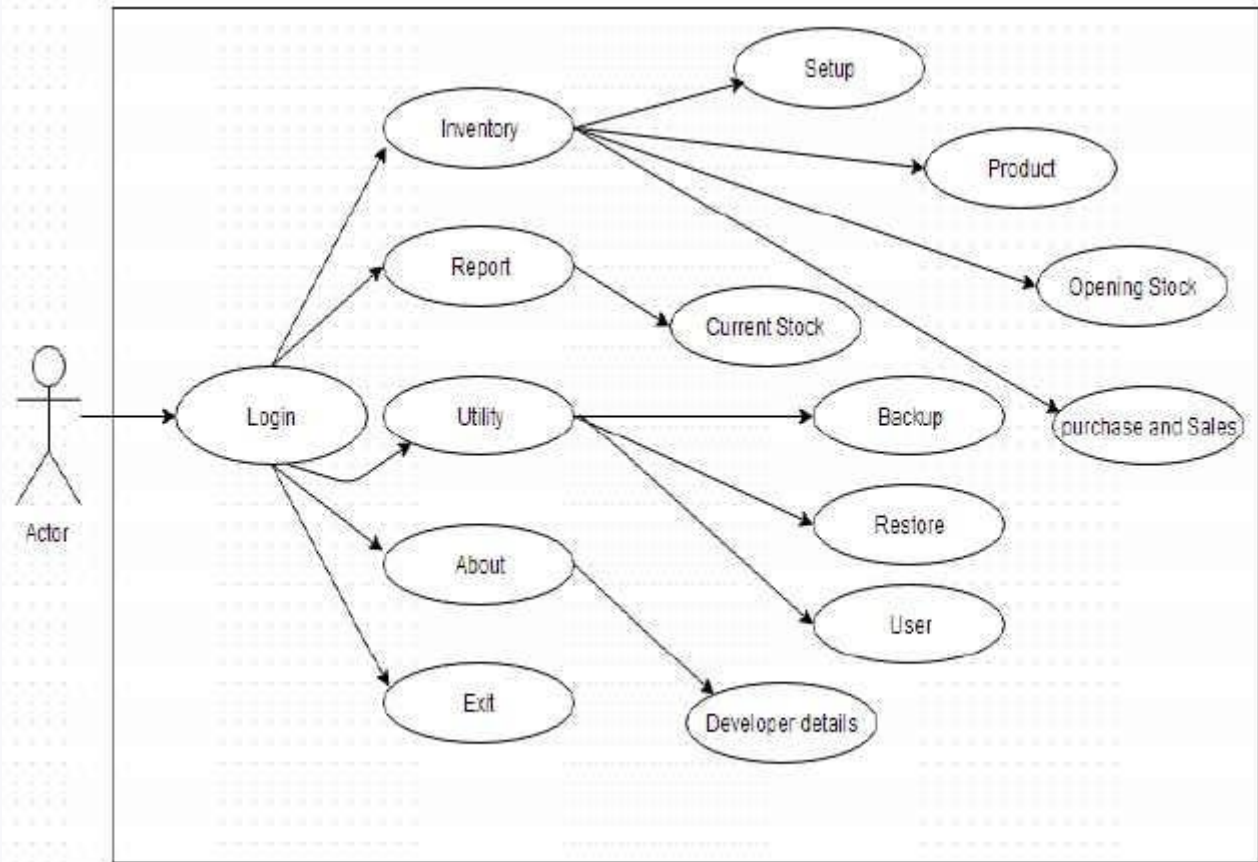 Setup
Inventory
Product
Report
Opening Stock
Current Stock
Login
Utility
Backup
purchase and Sales
Restore
Actor
About
User
Exit
Developer details